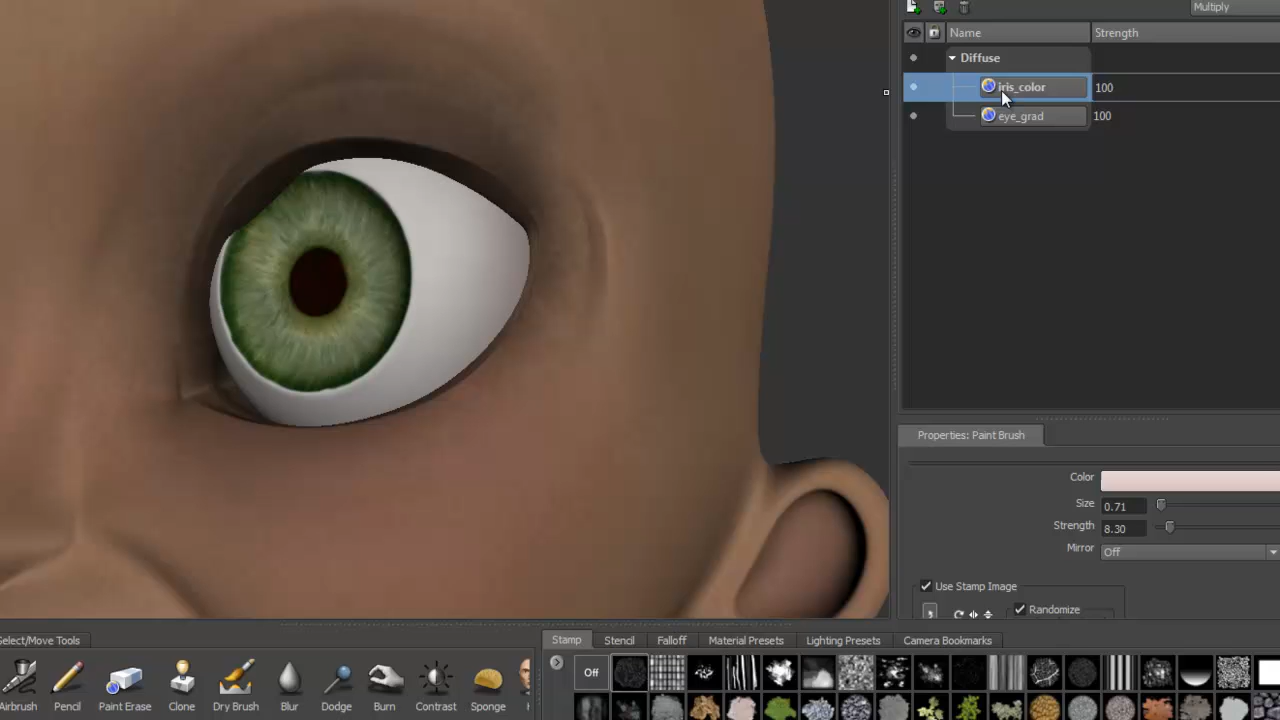 Multiply
Name Strength
Diffuse
iris_color 100
eye_grad 100
Properties: Paint Brush
Color
Size 0.71
Strength 8.30
Mirror Off
Use Stamp Image
Randomize
Select/Move Tools
Stamp Stencil Falloff Material Presets Lighting Presets Camera Bookmarks
Off
Airbrush Pencil Paint Erase Clone Dry Brush Blur Dodge Burn Contrast Sponge